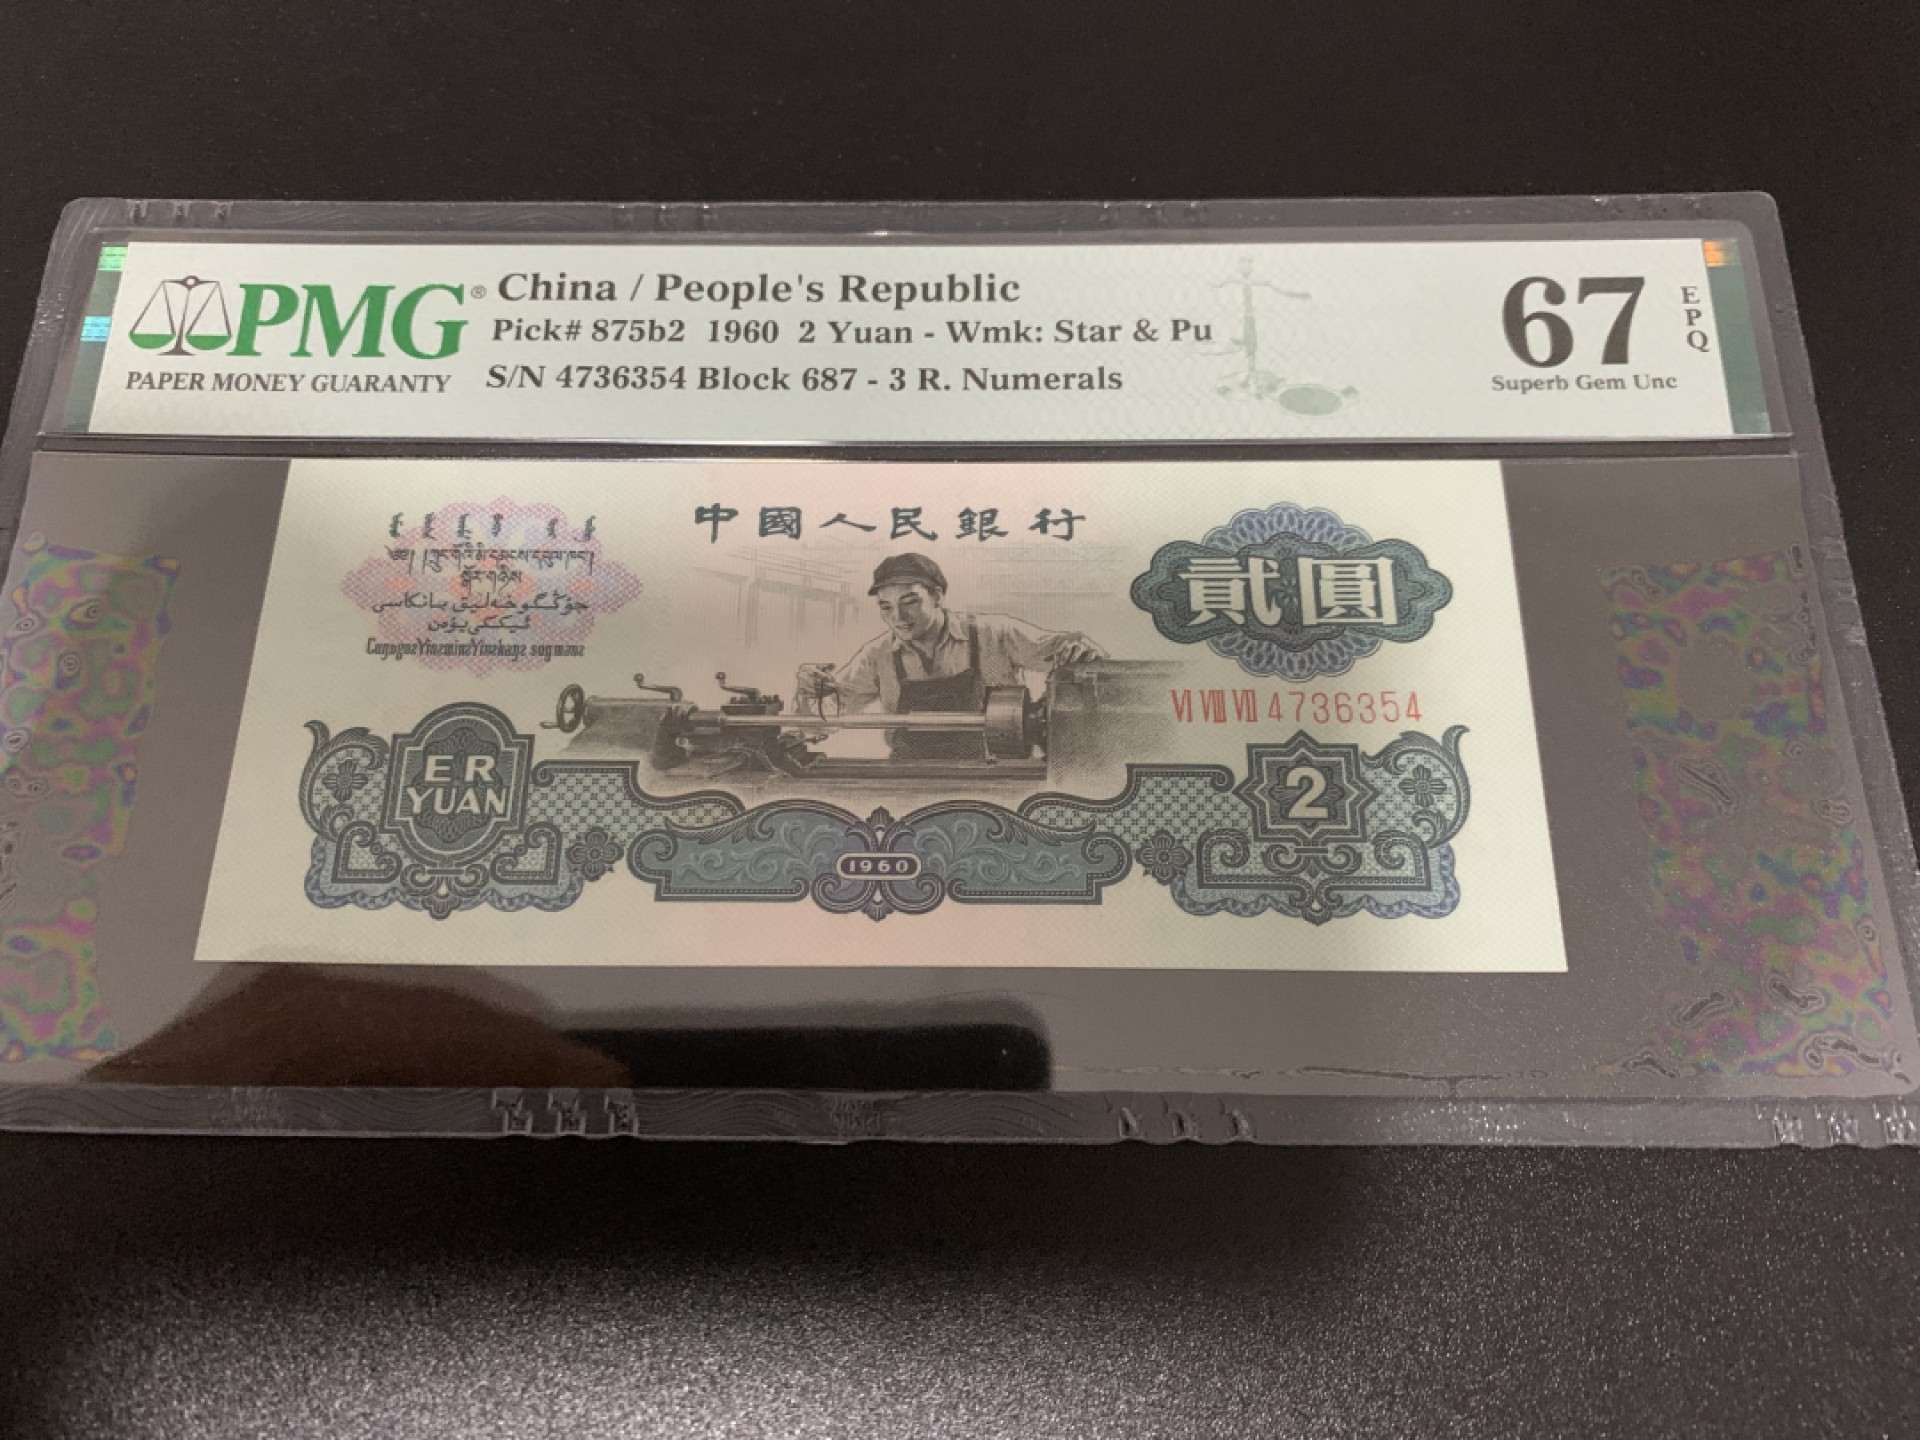 PMG®
PAPER MONEY GUARANTY
China / People's Republic
Pick# 875b2 1960 2 Yuan - Wmk: Star & Pu
S/N 4736354 Block 687 - 3 R. Numerals
67
EPQ
Superb Gem Unc
中國人民銀行
貳圓
VI VIII VII 4736354
ER
YUAN
2
1960